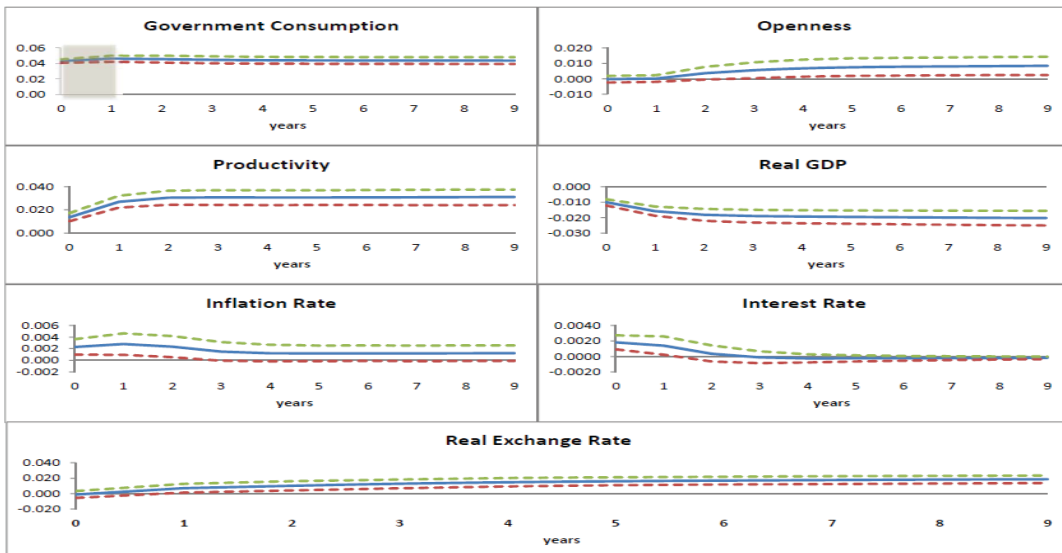 Government Consumption
0.06
0.04
0.02
0.00
0 1 2 3 4 5 6 7 8 9
years
Openness
0.020
0.010
0.000
-0.010
0 1 2 3 4 5 6 7 8 9
years
Productivity
0.040
0.020
0.000
0 1 2 3 4 5 6 7 8 9
years
Real GDP
0.000
-0.010
-0.020
-0.030
0 1 2 3 4 5 6 7 8 9
years
Inflation Rate
0.006
0.004
0.002
0.000
-0.002
0 1 2 3 4 5 6 7 8 9
years
Interest Rate
0.0040
0.0020
0.0000
-0.0020
0 1 2 3 4 5 6 7 8 9
years
Real Exchange Rate
0.040
0.020
0.000
-0.020
0 1 2 3 4 5 6 7 8 9
years